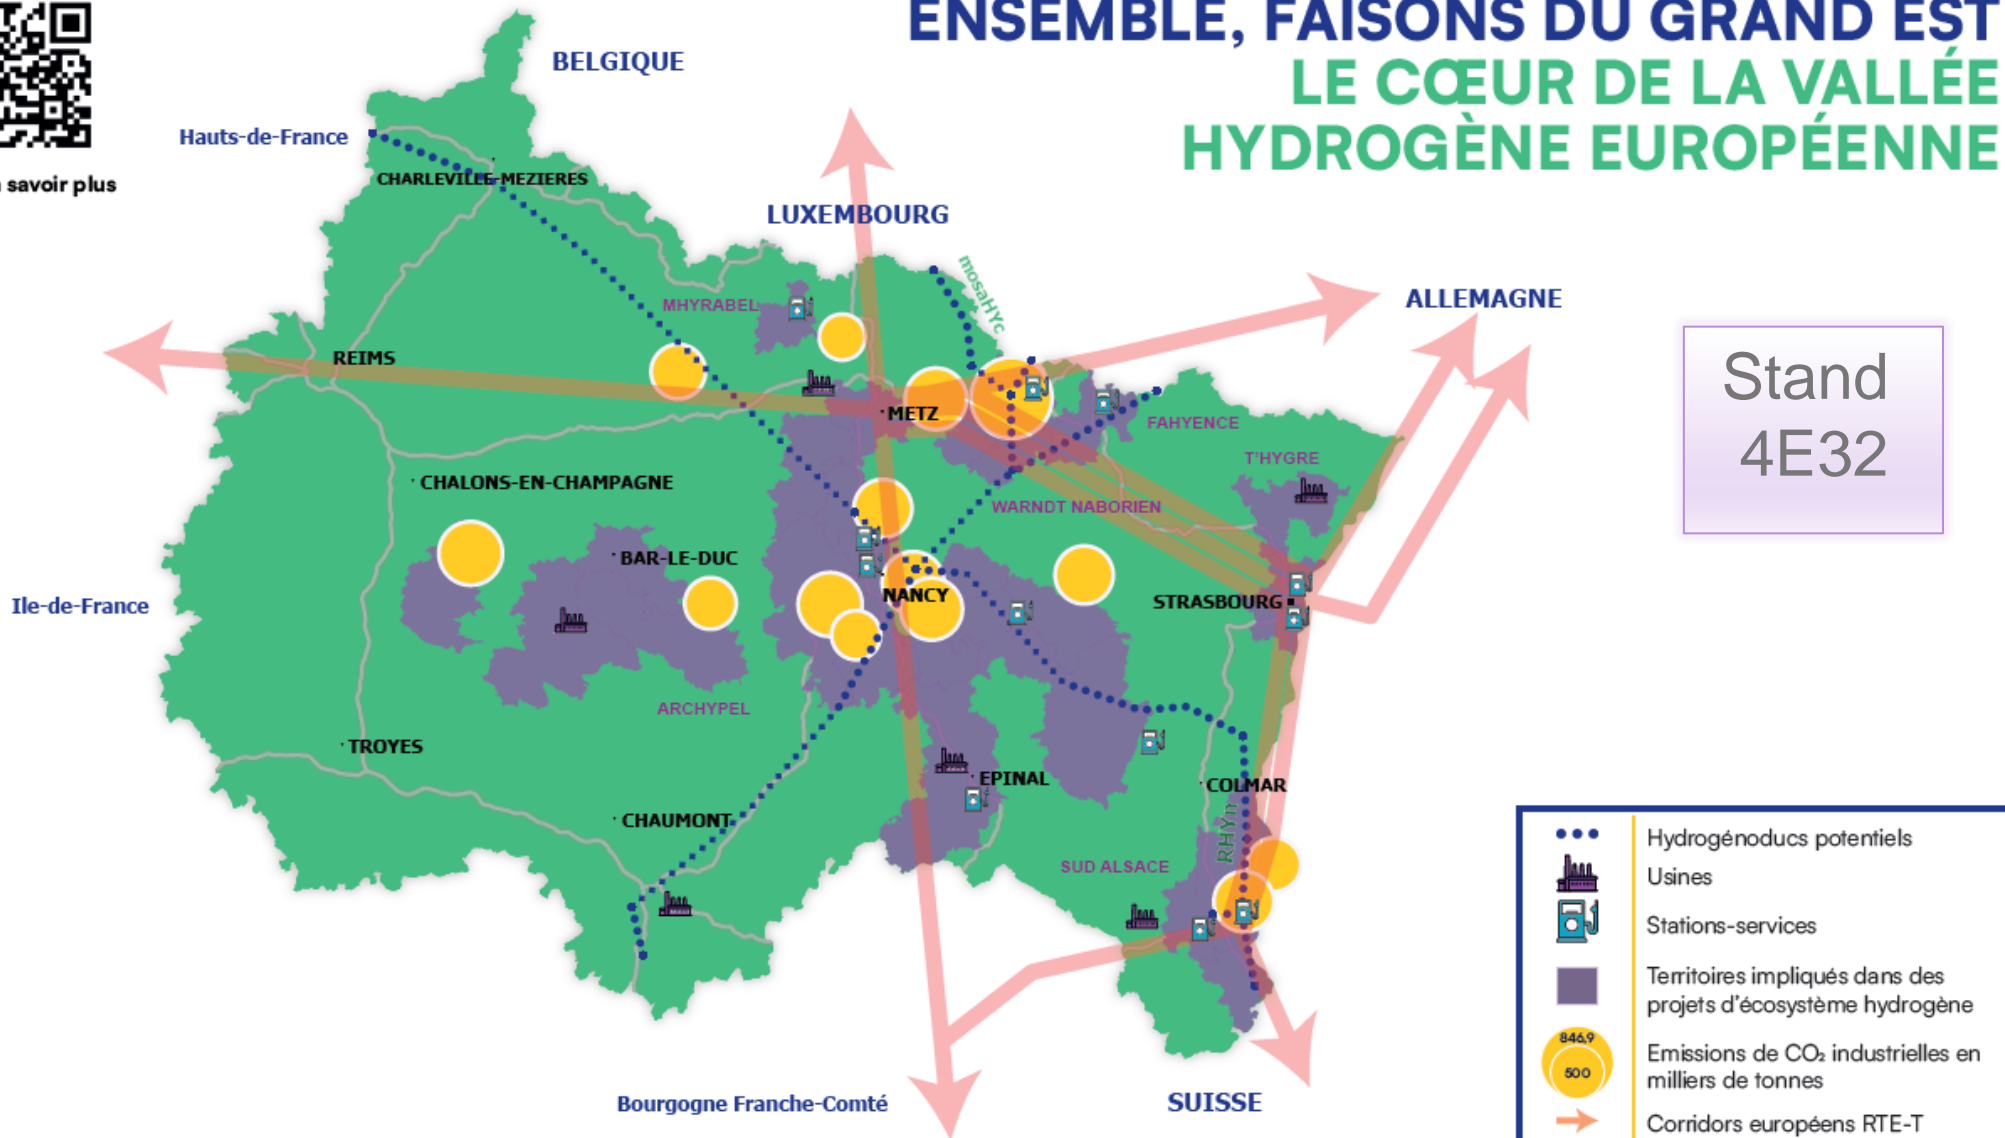 ENSEMBLE, FAISONS DU GRAND EST
LE CŒUR DE LA VALLÉE
HYDROGÈNE EUROPÉENNE
savoir plus
BELGIQUE
Hauts-de-France
CHARLEVILLE-MEZIERES
LUXEMBOURG
mosaHYc
MHYRABEL
ALLEMAGNE
REIMS
METZ
FAHYENCE
T'HYGRE
CHALONS-EN-CHAMPAGNE
WARNDT NABORIEN
BAR-LE-DUC
NANCY
STRASBOURG
Ile-de-France
ARCHYPEL
TROYES
EPINAL
COLMAR
CHAUMONT
RHYn
SUD ALSACE
Bourgogne Franche-Comté
SUISSE
Stand
4E32
Hydrogénoducs potentiels
Usines
Stations-services
Territoires impliqués dans des
projets d'écosystème hydrogène
846,9
500
Emissions de CO₂ industrielles en
milliers de tonnes
Corridors européens RTE-T